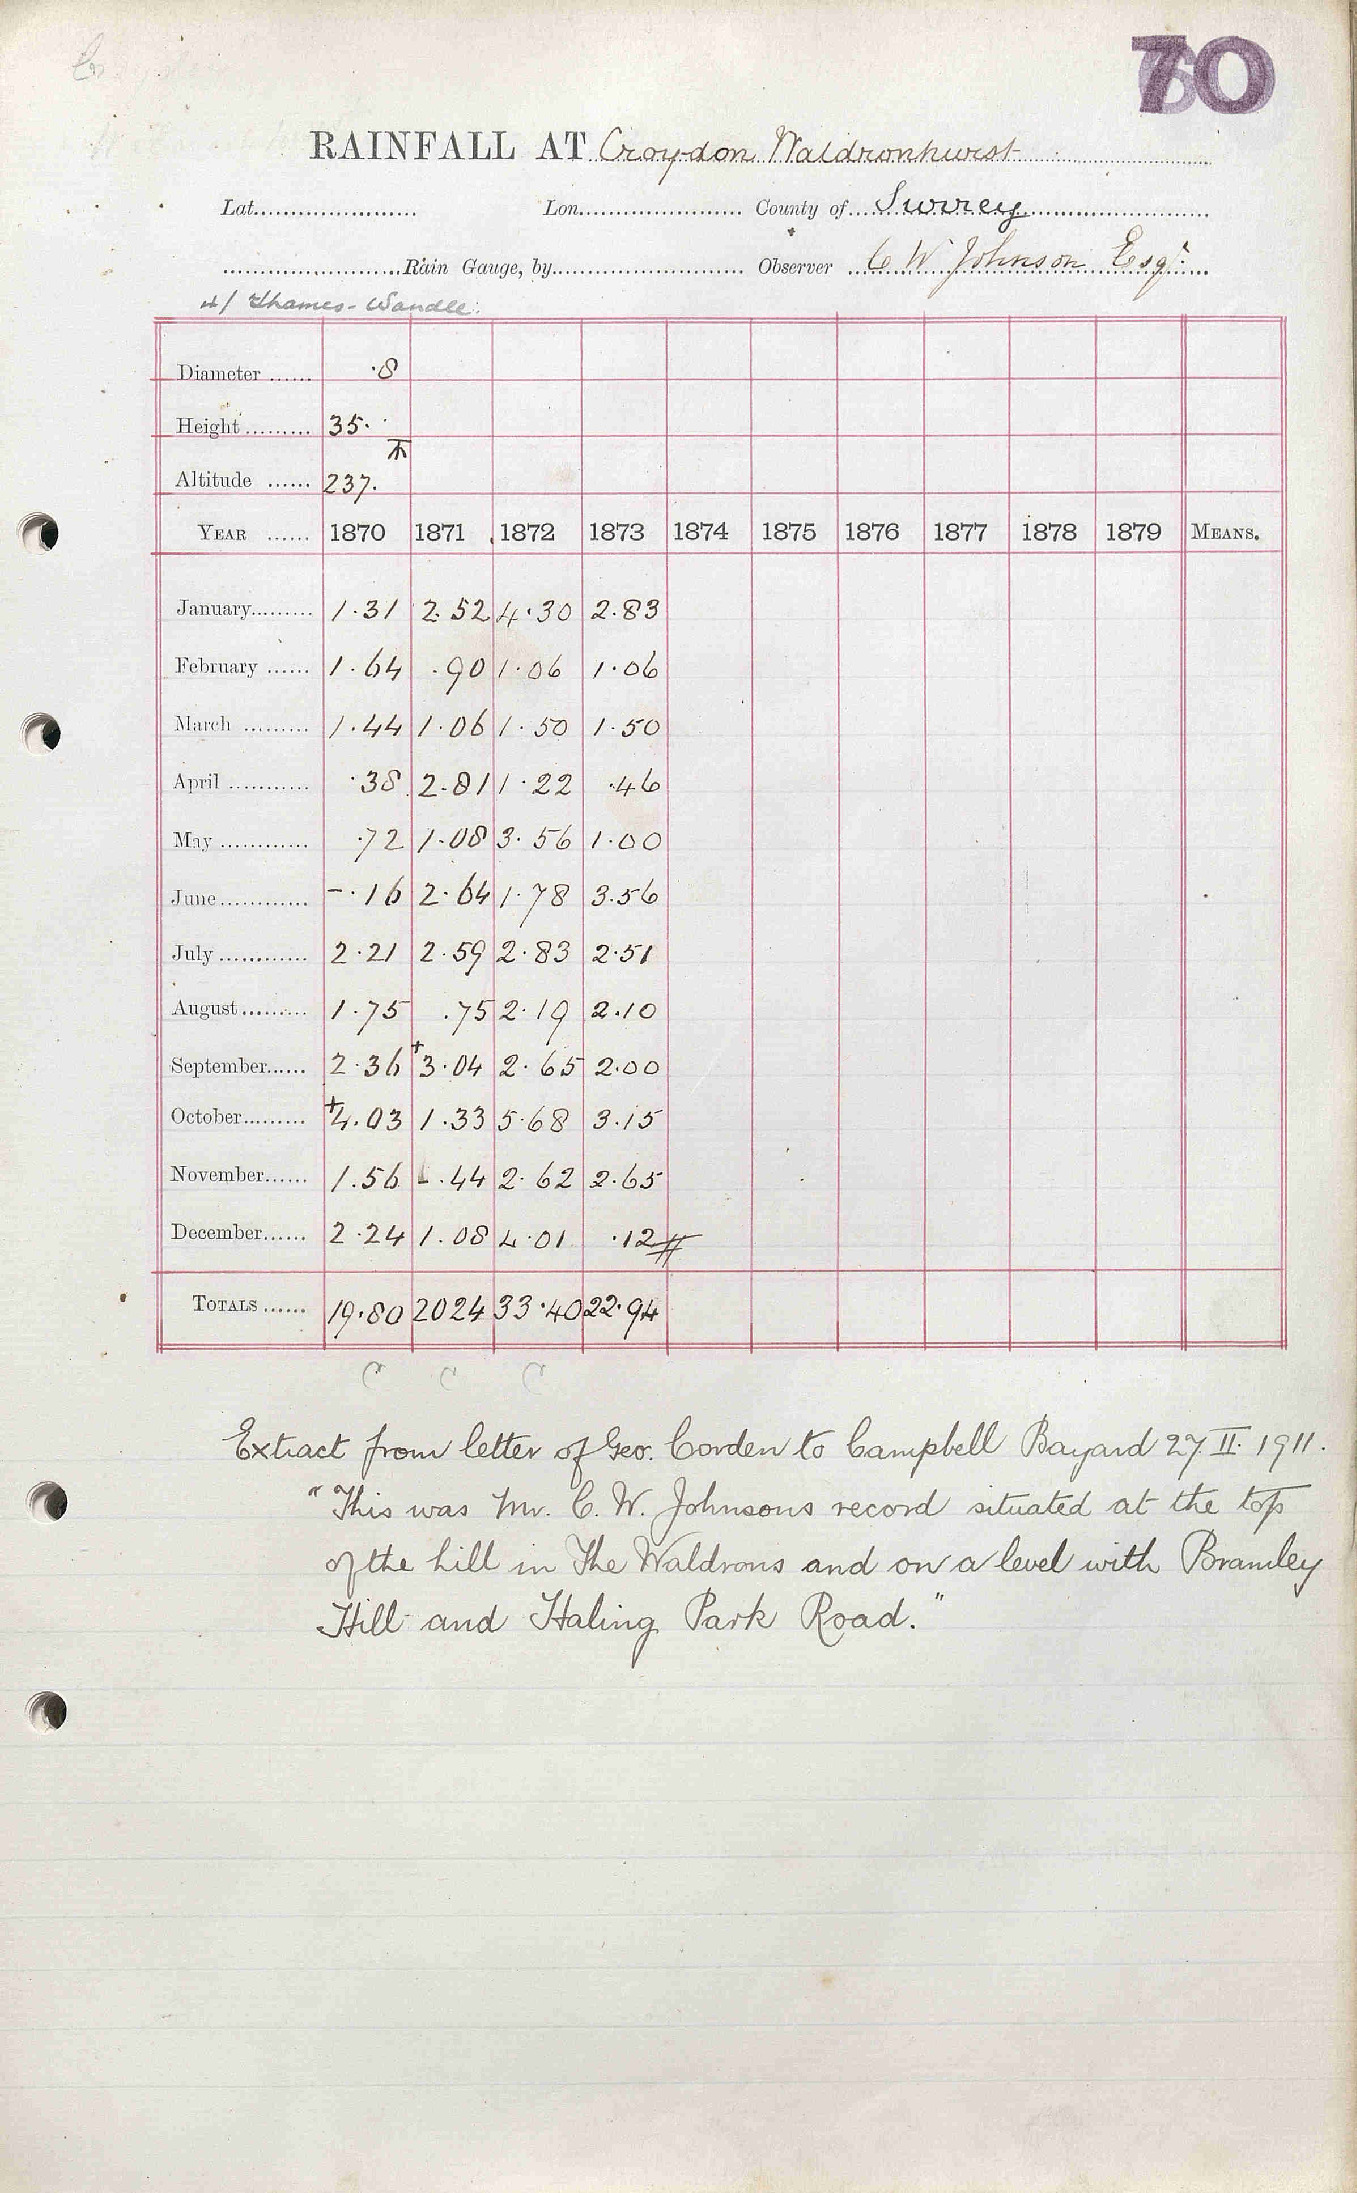 70
RAINFALL AT Croydon Waldronhurst
Lat. Lon. County of Surrey
Rain Gauge, by Observer C W Johnson Esqr.
4/ Thames-Wandle.
Diameter ...... ·8
Height ......... 35.
Altitude ...... 237.
YEAR ...... 1870 1871 1872 1873 1874 1875 1876 1877 1878 1879 MEANS.
January......... 1.31 2.52 4.30 2.83
February ...... 1.64 .90 1.06 1.06
March ......... 1.44 1.06 1.50 1.50
April ........... .38 2.81 1.22 .46
May ............ .72 1.08 3.56 1.00
June............ -.16 2.64 1.78 3.56
July ............ 2.21 2.59 2.83 2.51
August......... 1.75 .75 2.19 2.10
September...... 2.36 +3.04 2.65 2.00
October......... +4.03 1.33 5.68 3.15
November...... 1.56 -.44 2.62 2.65
December...... 2.24 1.08 4.01 .12
TOTALS ...... 19.80 2024 33.40 22.94
C C C
Extract from letter of Geo. Corden to Campbell Bayard 27. II. 1911.
"This was Mr. C. W. Johnsons record situated at the top
of the hill in The Waldrons and on a level with Bramley
Hill and Haling Park Road."